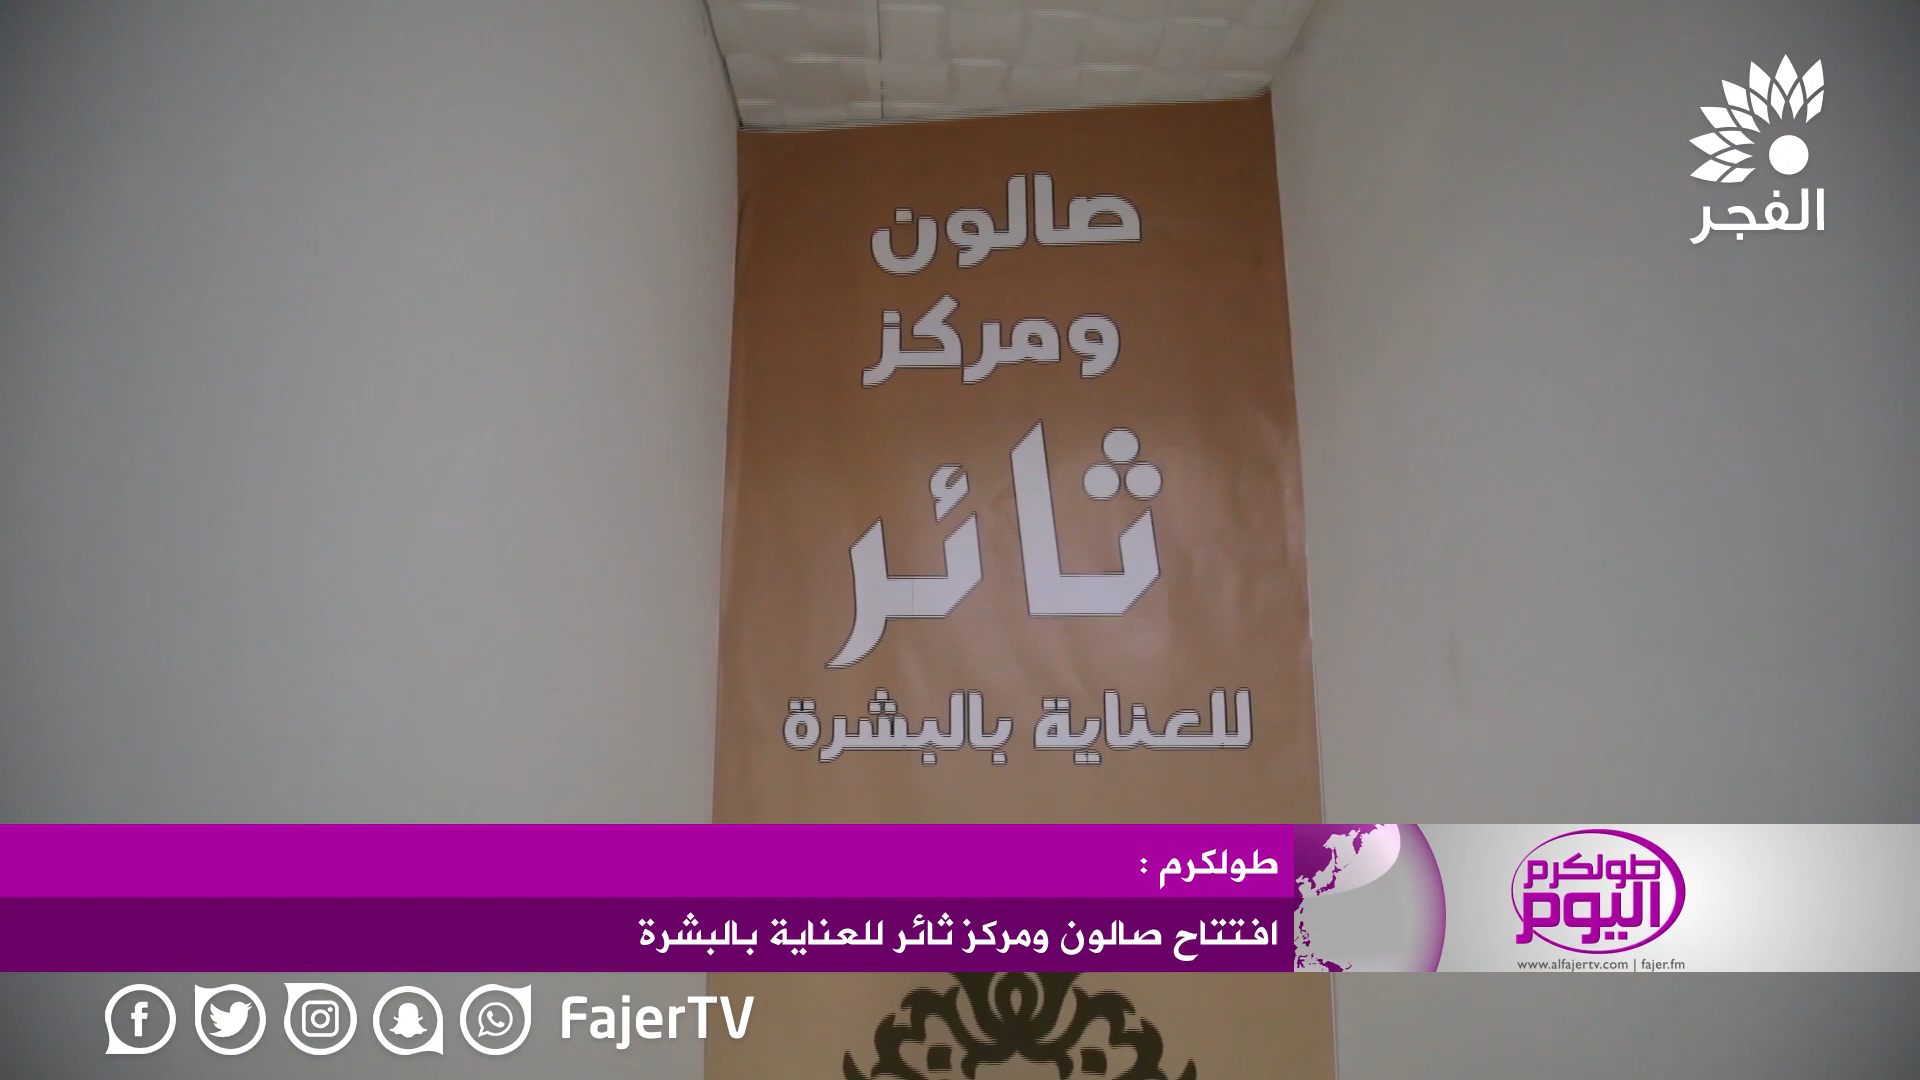 الفجر
صالون
ومركز
ثائر
للعناية بالبشرة
طولكرم :
افتتاح صالون ومركز ثائر للعناية بالبشرة
طولكرم
اليوم
www.alfajertv.com | fajer.fm
FajerTV